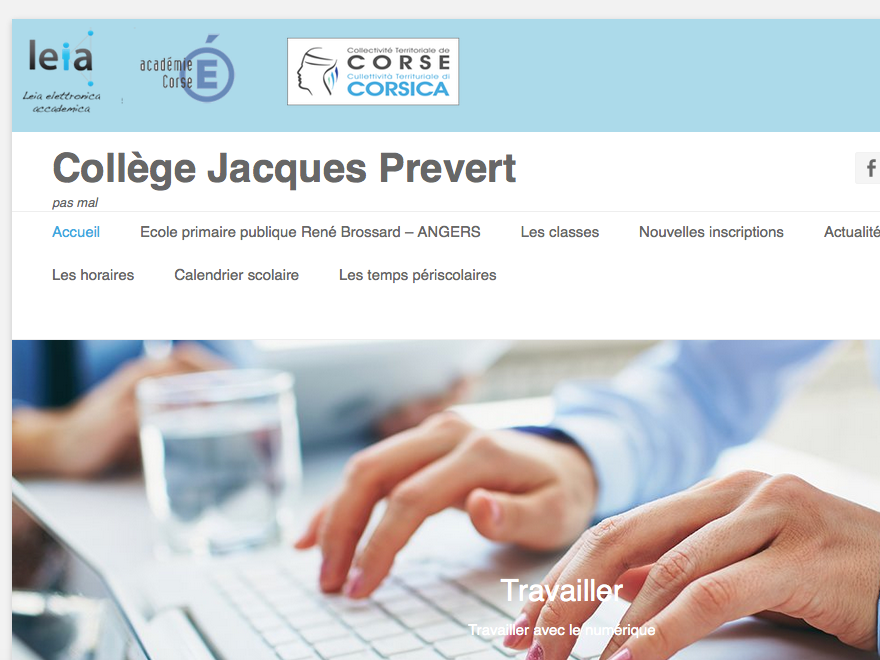 leia
Leia elettronica
accademica
académie
Corse
É
Collectivité Territoriale de
CORSE
Cullettività Territuriale di
CORSICA
Collège Jacques Prevert
pas mal
Accueil Ecole primaire publique René Brossard – ANGERS Les classes Nouvelles inscriptions Actualité
Les horaires Calendrier scolaire Les temps périscolaires
Travailler
Travailler avec le numérique